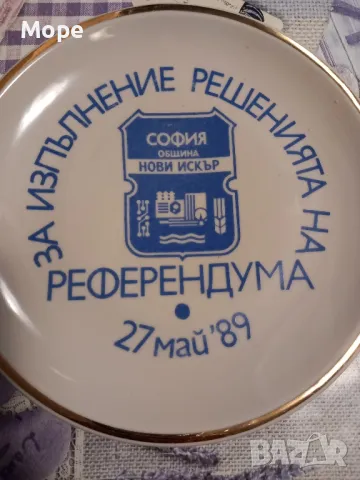 Море
ЗА ИЗПЪЛНЕНИЕ РЕШЕНИЯТА НА
РЕФЕРЕНДУМА
СОФИЯ
ОБЩИНА
НОВИ ИСКЪР
27 май '89
BAZAR